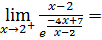 lim x→2⁺ (x−2)/(e^((−4x+7)/(x−2))) =